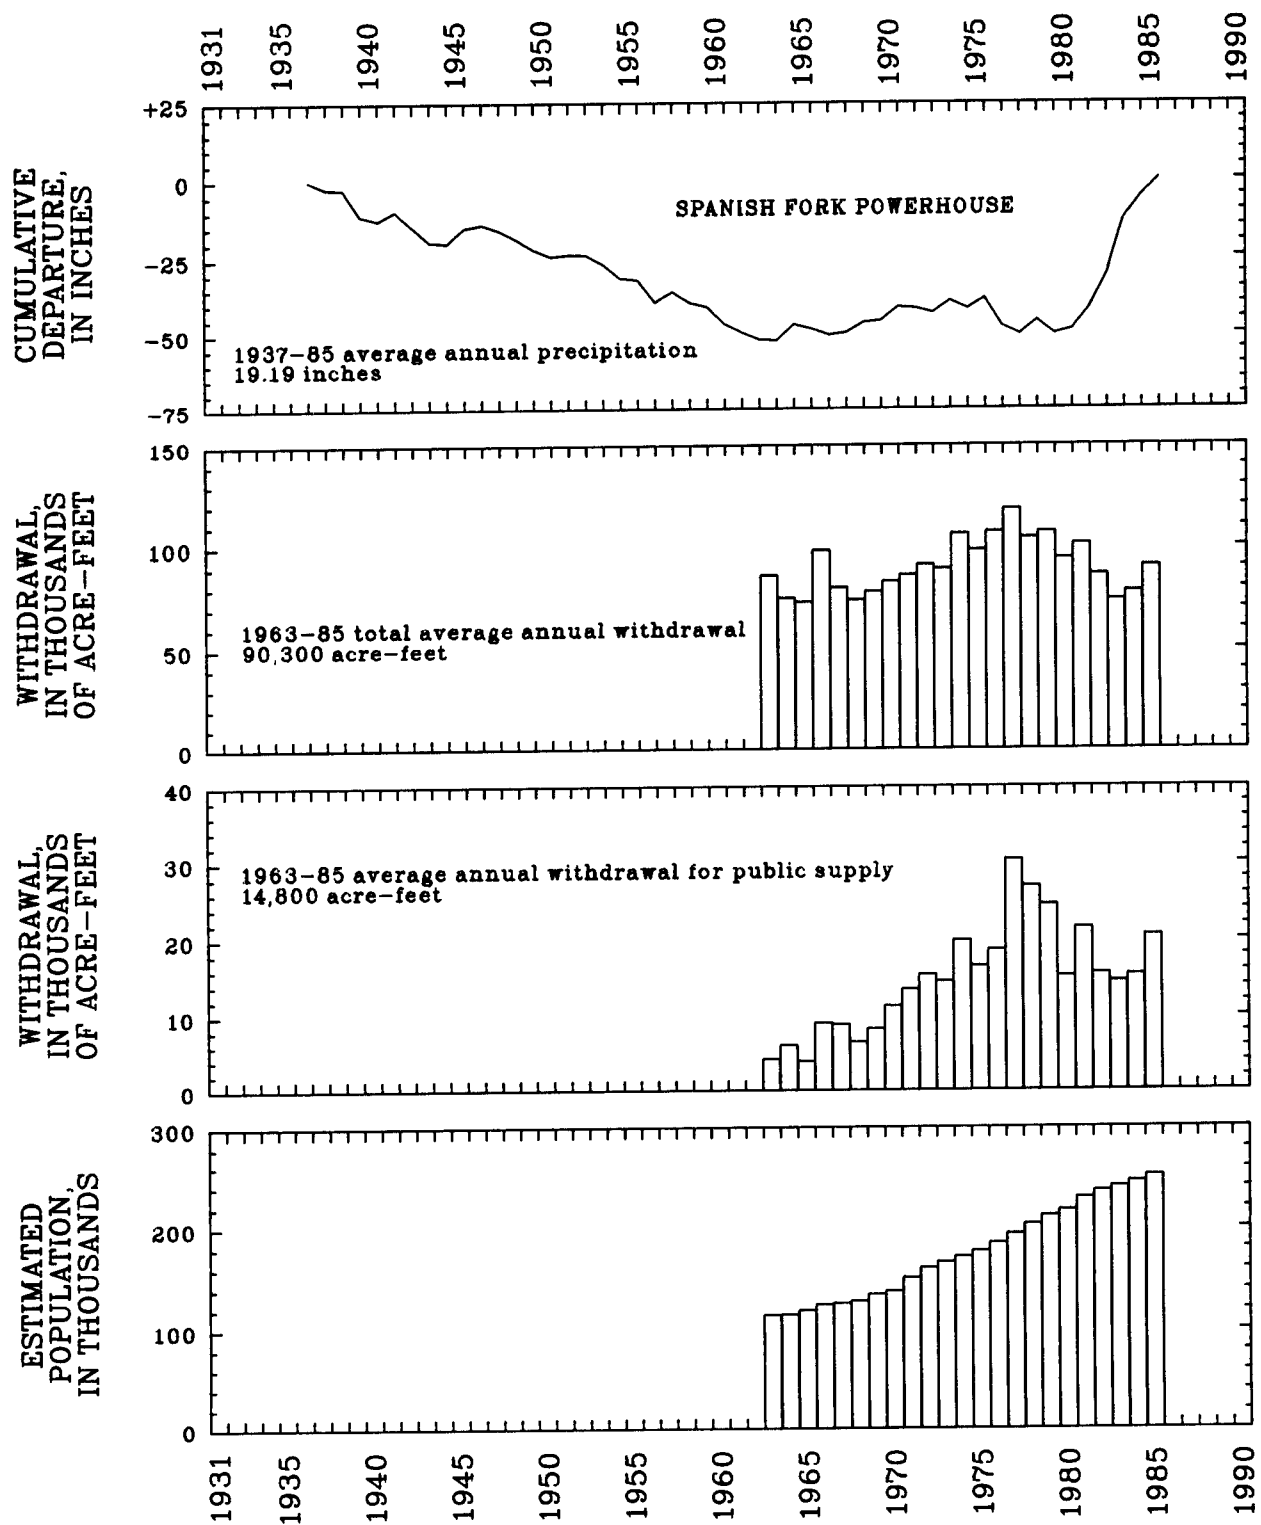 1931 1935 1940 1945 1950 1955 1960 1965 1970 1975 1980 1985 1990
CUMULATIVE
DEPARTURE,
IN INCHES
+25
0
-25
-50
-75
SPANISH FORK POWERHOUSE
1937-85 average annual precipitation
19.19 inches
WITHDRAWAL,
IN THOUSANDS
OF ACRE-FEET
150
100
50
0
1963-85 total average annual withdrawal
90,300 acre-feet
WITHDRAWAL,
IN THOUSANDS
OF ACRE-FEET
40
30
20
10
0
1963-85 average annual withdrawal for public supply
14,800 acre-feet
ESTIMATED
POPULATION,
IN THOUSANDS
300
200
100
0
1931 1935 1940 1945 1950 1955 1960 1965 1970 1975 1980 1985 1990